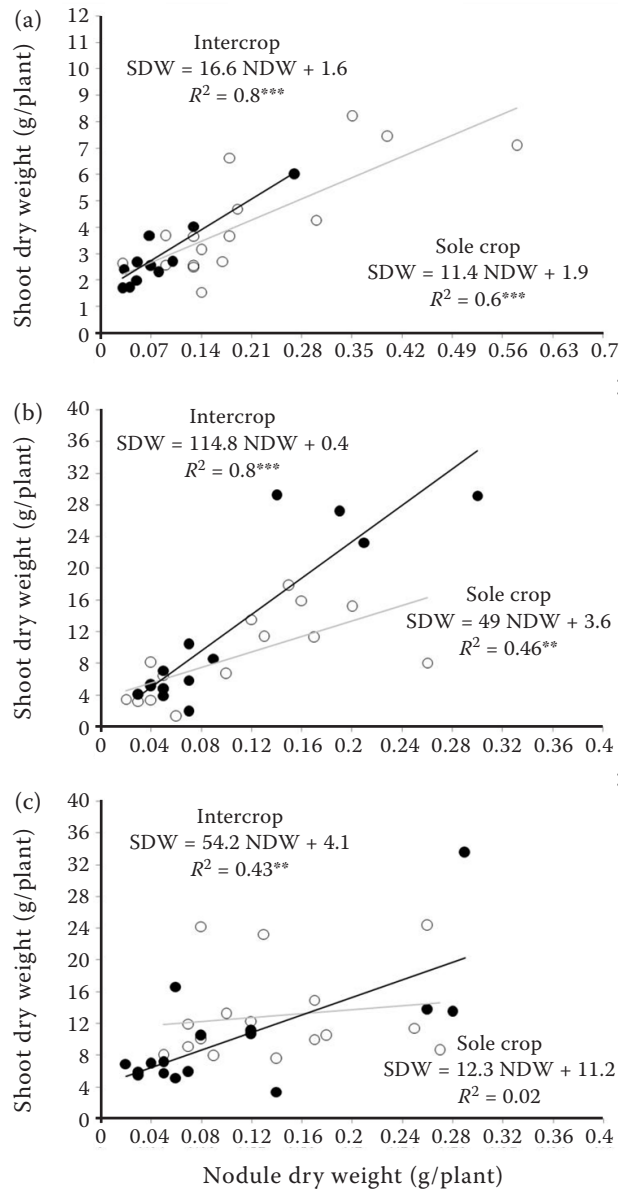 (a)
12
11
10
9
8
7
6
5
4
3
2
1
0
Shoot dry weight (g/plant)
Intercrop
SDW = 16.6 NDW + 1.6
R² = 0.8***
Sole crop
SDW = 11.4 NDW + 1.9
R² = 0.6***
0 0.07 0.14 0.21 0.28 0.35 0.42 0.49 0.56 0.63 0.7
(b)
40
36
32
28
24
20
16
12
8
4
0
Shoot dry weight (g/plant)
Intercrop
SDW = 114.8 NDW + 0.4
R² = 0.8***
Sole crop
SDW = 49 NDW + 3.6
R² = 0.46**
0 0.04 0.08 0.12 0.16 0.2 0.24 0.28 0.32 0.36 0.4
(c)
40
36
32
28
24
20
16
12
8
4
0
Shoot dry weight (g/plant)
Intercrop
SDW = 54.2 NDW + 4.1
R² = 0.43**
Sole crop
SDW = 12.3 NDW + 11.2
R² = 0.02
0 0.04 0.08 0.12 0.16 0.2 0.24 0.28 0.32 0.36 0.4
Nodule dry weight (g/plant)